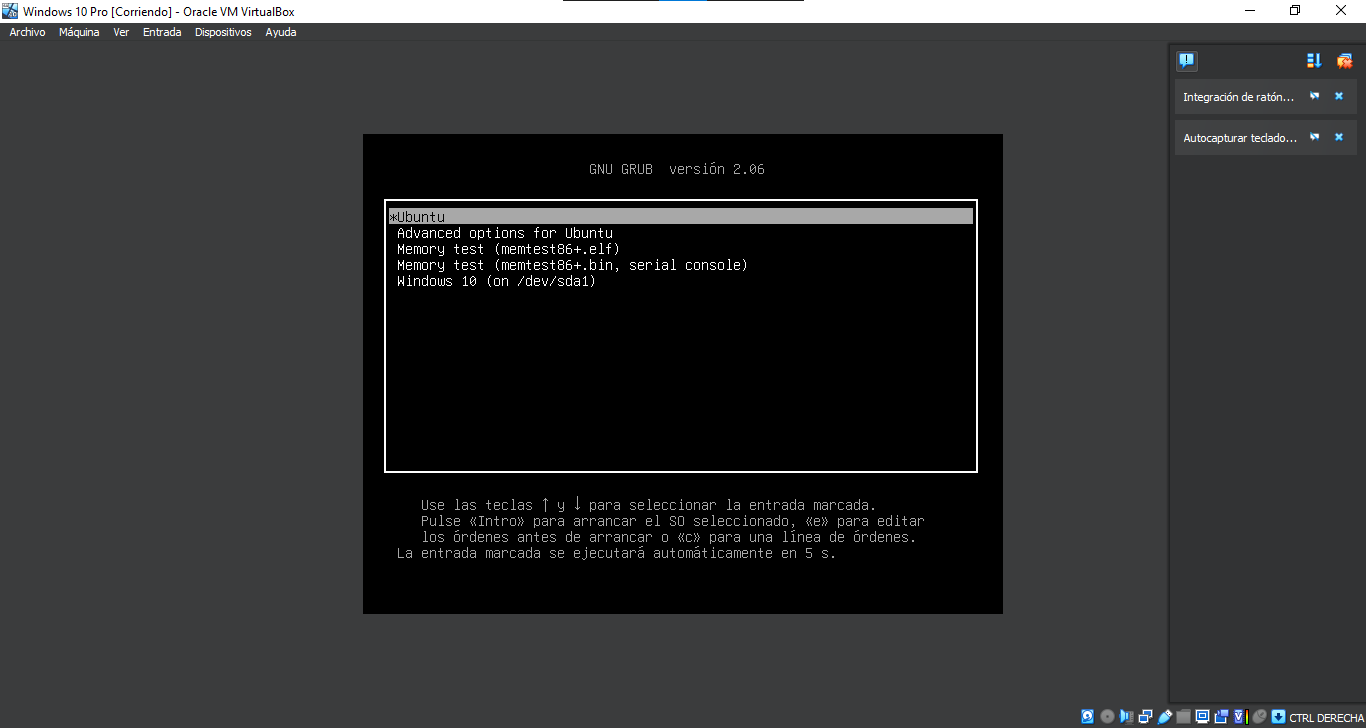 Windows 10 Pro [Corriendo] - Oracle VM VirtualBox
Archivo Máquina Ver Entrada Dispositivos Ayuda
Integración de ratón...
Autocapturar teclado...
GNU GRUB versión 2.06
*Ubuntu
Advanced options for Ubuntu
Memory test (memtest86+.elf)
Memory test (memtest86+.bin, serial console)
Windows 10 (on /dev/sda1)
Use las teclas ↑ y ↓ para seleccionar la entrada marcada.
Pulse «Intro» para arrancar el SO seleccionado, «e» para editar
los órdenes antes de arrancar o «c» para una línea de órdenes.
La entrada marcada se ejecutará automáticamente en 5 s.
CTRL DERECHA